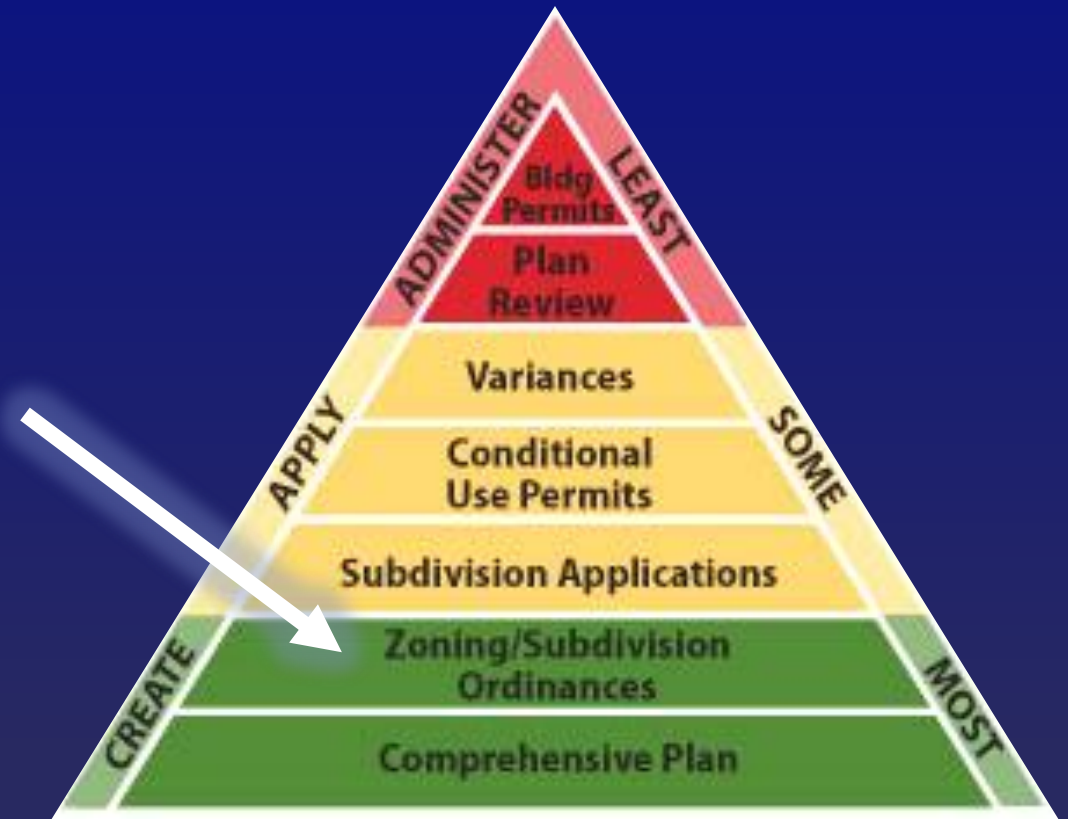 ADMINISTER
LEAST
Bldg
Permits
Plan
Review
APPLY
SOME
Variances
Conditional
Use Permits
Subdivision Applications
CREATE
MOST
Zoning/Subdivision
Ordinances
Comprehensive Plan